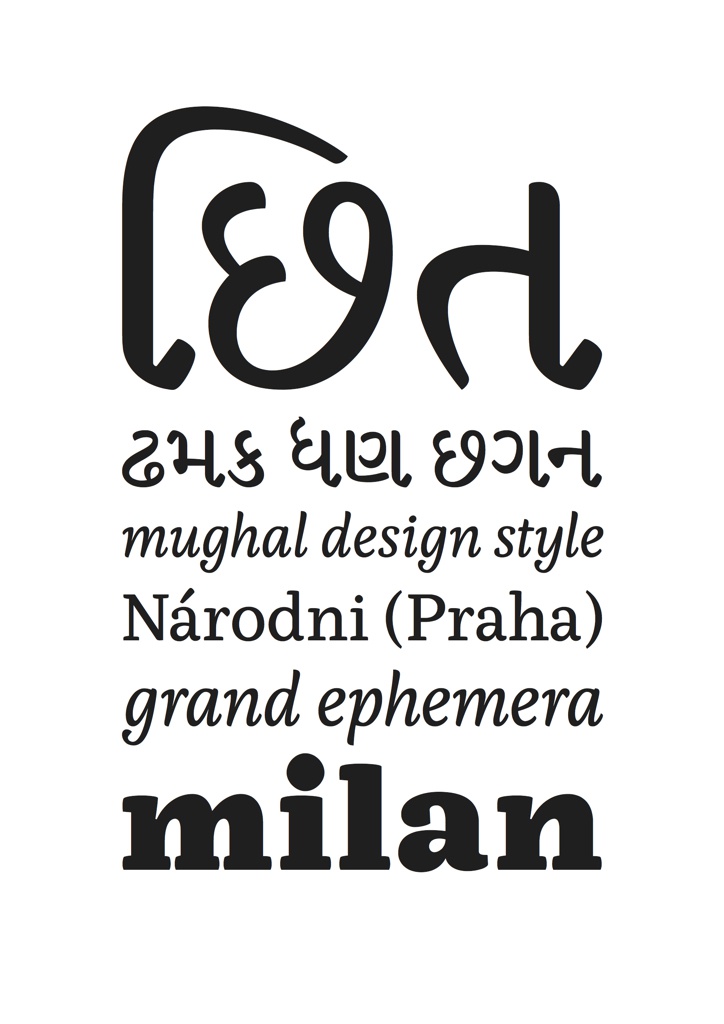 છિત
ઢમક ધણ છગન
mughal design style
Národni (Praha)
grand ephemera
milan